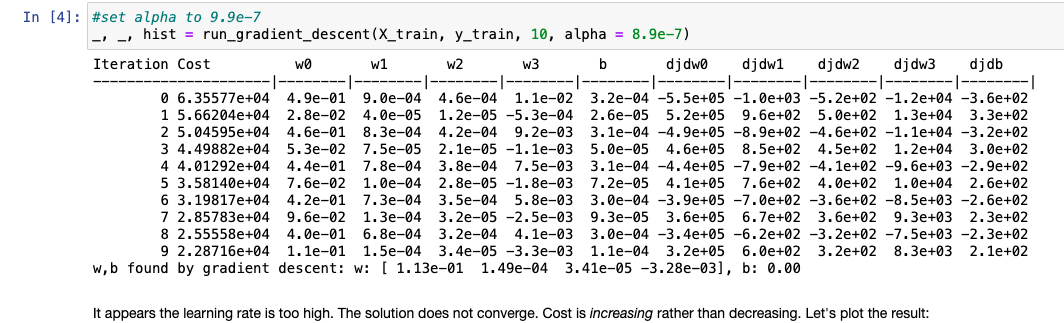 In [4]: #set alpha to 9.9e-7
_, _, hist = run_gradient_descent(X_train, y_train, 10, alpha = 8.9e-7)
Iteration Cost          w0       w1       w2       w3       b       djdw0    djdw1    djdw2    djdw3    djdb
---------------------|--------|--------|--------|--------|--------|--------|--------|--------|--------|--------|
        0 6.35577e+04  4.9e-01  9.0e-04  4.6e-04  1.1e-02  3.2e-04 -5.5e+05 -1.0e+03 -5.2e+02 -1.2e+04 -3.6e+02
        1 5.66204e+04  2.8e-02  4.0e-05  1.2e-05 -5.3e-04  2.6e-05  5.2e+05  9.6e+02  5.0e+02  1.3e+04  3.3e+02
        2 5.04595e+04  4.6e-01  8.3e-04  4.2e-04  9.2e-03  3.1e-04 -4.9e+05 -8.9e+02 -4.6e+02 -1.1e+04 -3.2e+02
        3 4.49882e+04  5.3e-02  7.5e-05  2.1e-05 -1.1e-03  5.0e-05  4.6e+05  8.5e+02  4.5e+02  1.2e+04  3.0e+02
        4 4.01292e+04  4.4e-01  7.8e-04  3.8e-04  7.5e-03  3.1e-04 -4.4e+05 -7.9e+02 -4.1e+02 -9.6e+03 -2.9e+02
        5 3.58140e+04  7.6e-02  1.0e-04  2.8e-05 -1.8e-03  7.2e-05  4.1e+05  7.6e+02  4.0e+02  1.0e+04  2.6e+02
        6 3.19817e+04  4.2e-01  7.3e-04  3.5e-04  5.8e-03  3.0e-04 -3.9e+05 -7.0e+02 -3.6e+02 -8.5e+03 -2.6e+02
        7 2.85783e+04  9.6e-02  1.3e-04  3.2e-05 -2.5e-03  9.3e-05  3.6e+05  6.7e+02  3.6e+02  9.3e+03  2.3e+02
        8 2.55558e+04  4.0e-01  6.8e-04  3.2e-04  4.1e-03  3.0e-04 -3.4e+05 -6.2e+02 -3.2e+02 -7.5e+03 -2.3e+02
        9 2.28716e+04  1.1e-01  1.5e-04  3.4e-05 -3.3e-03  1.1e-04  3.2e+05  6.0e+02  3.2e+02  8.3e+03  2.1e+02
w,b found by gradient descent: w: [ 1.13e-01  1.49e-04  3.41e-05 -3.28e-03], b: 0.00
It appears the learning rate is too high. The solution does not converge. Cost is increasing rather than decreasing. Let's plot the result: